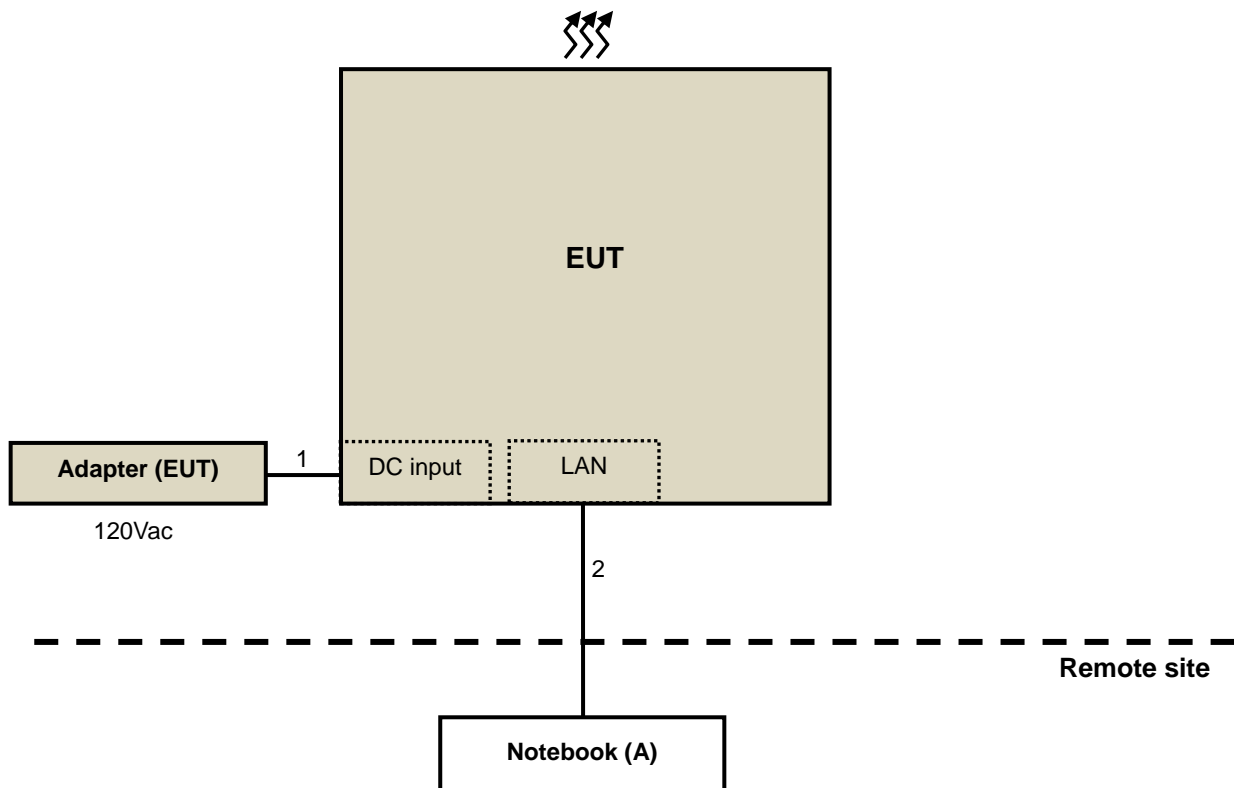 EUT
Adapter (EUT)
1
DC input
LAN
120Vac
2
Remote site
Notebook (A)